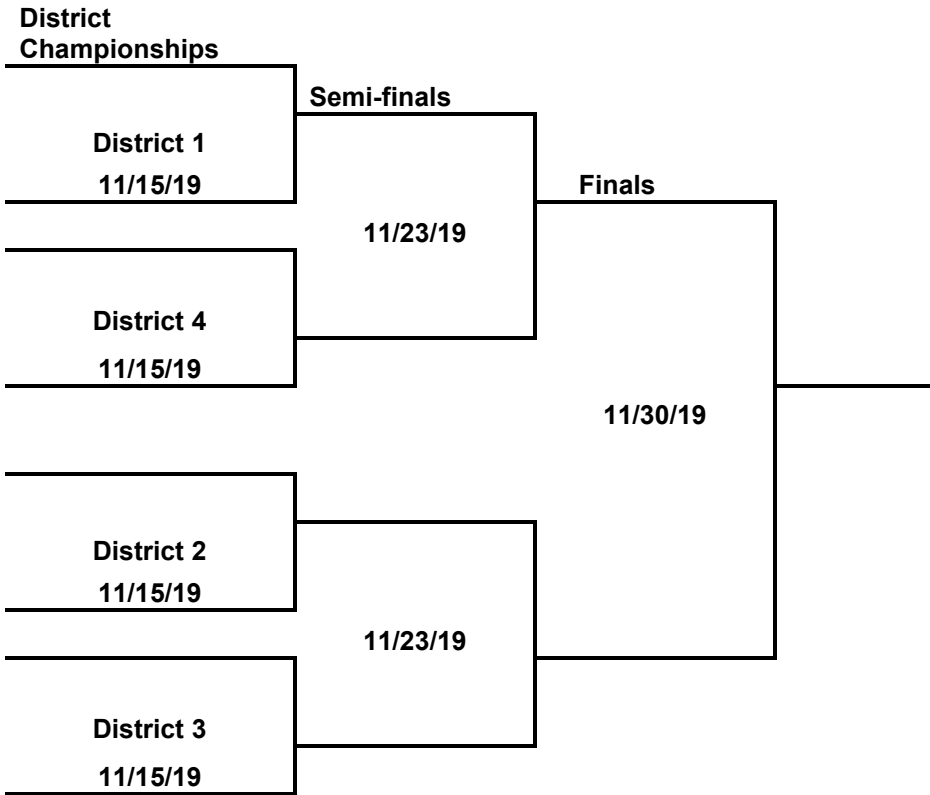 District
Championships
Semi-finals
District 1
11/15/19
Finals
11/23/19
District 4
11/15/19
11/30/19
District 2
11/15/19
11/23/19
District 3
11/15/19